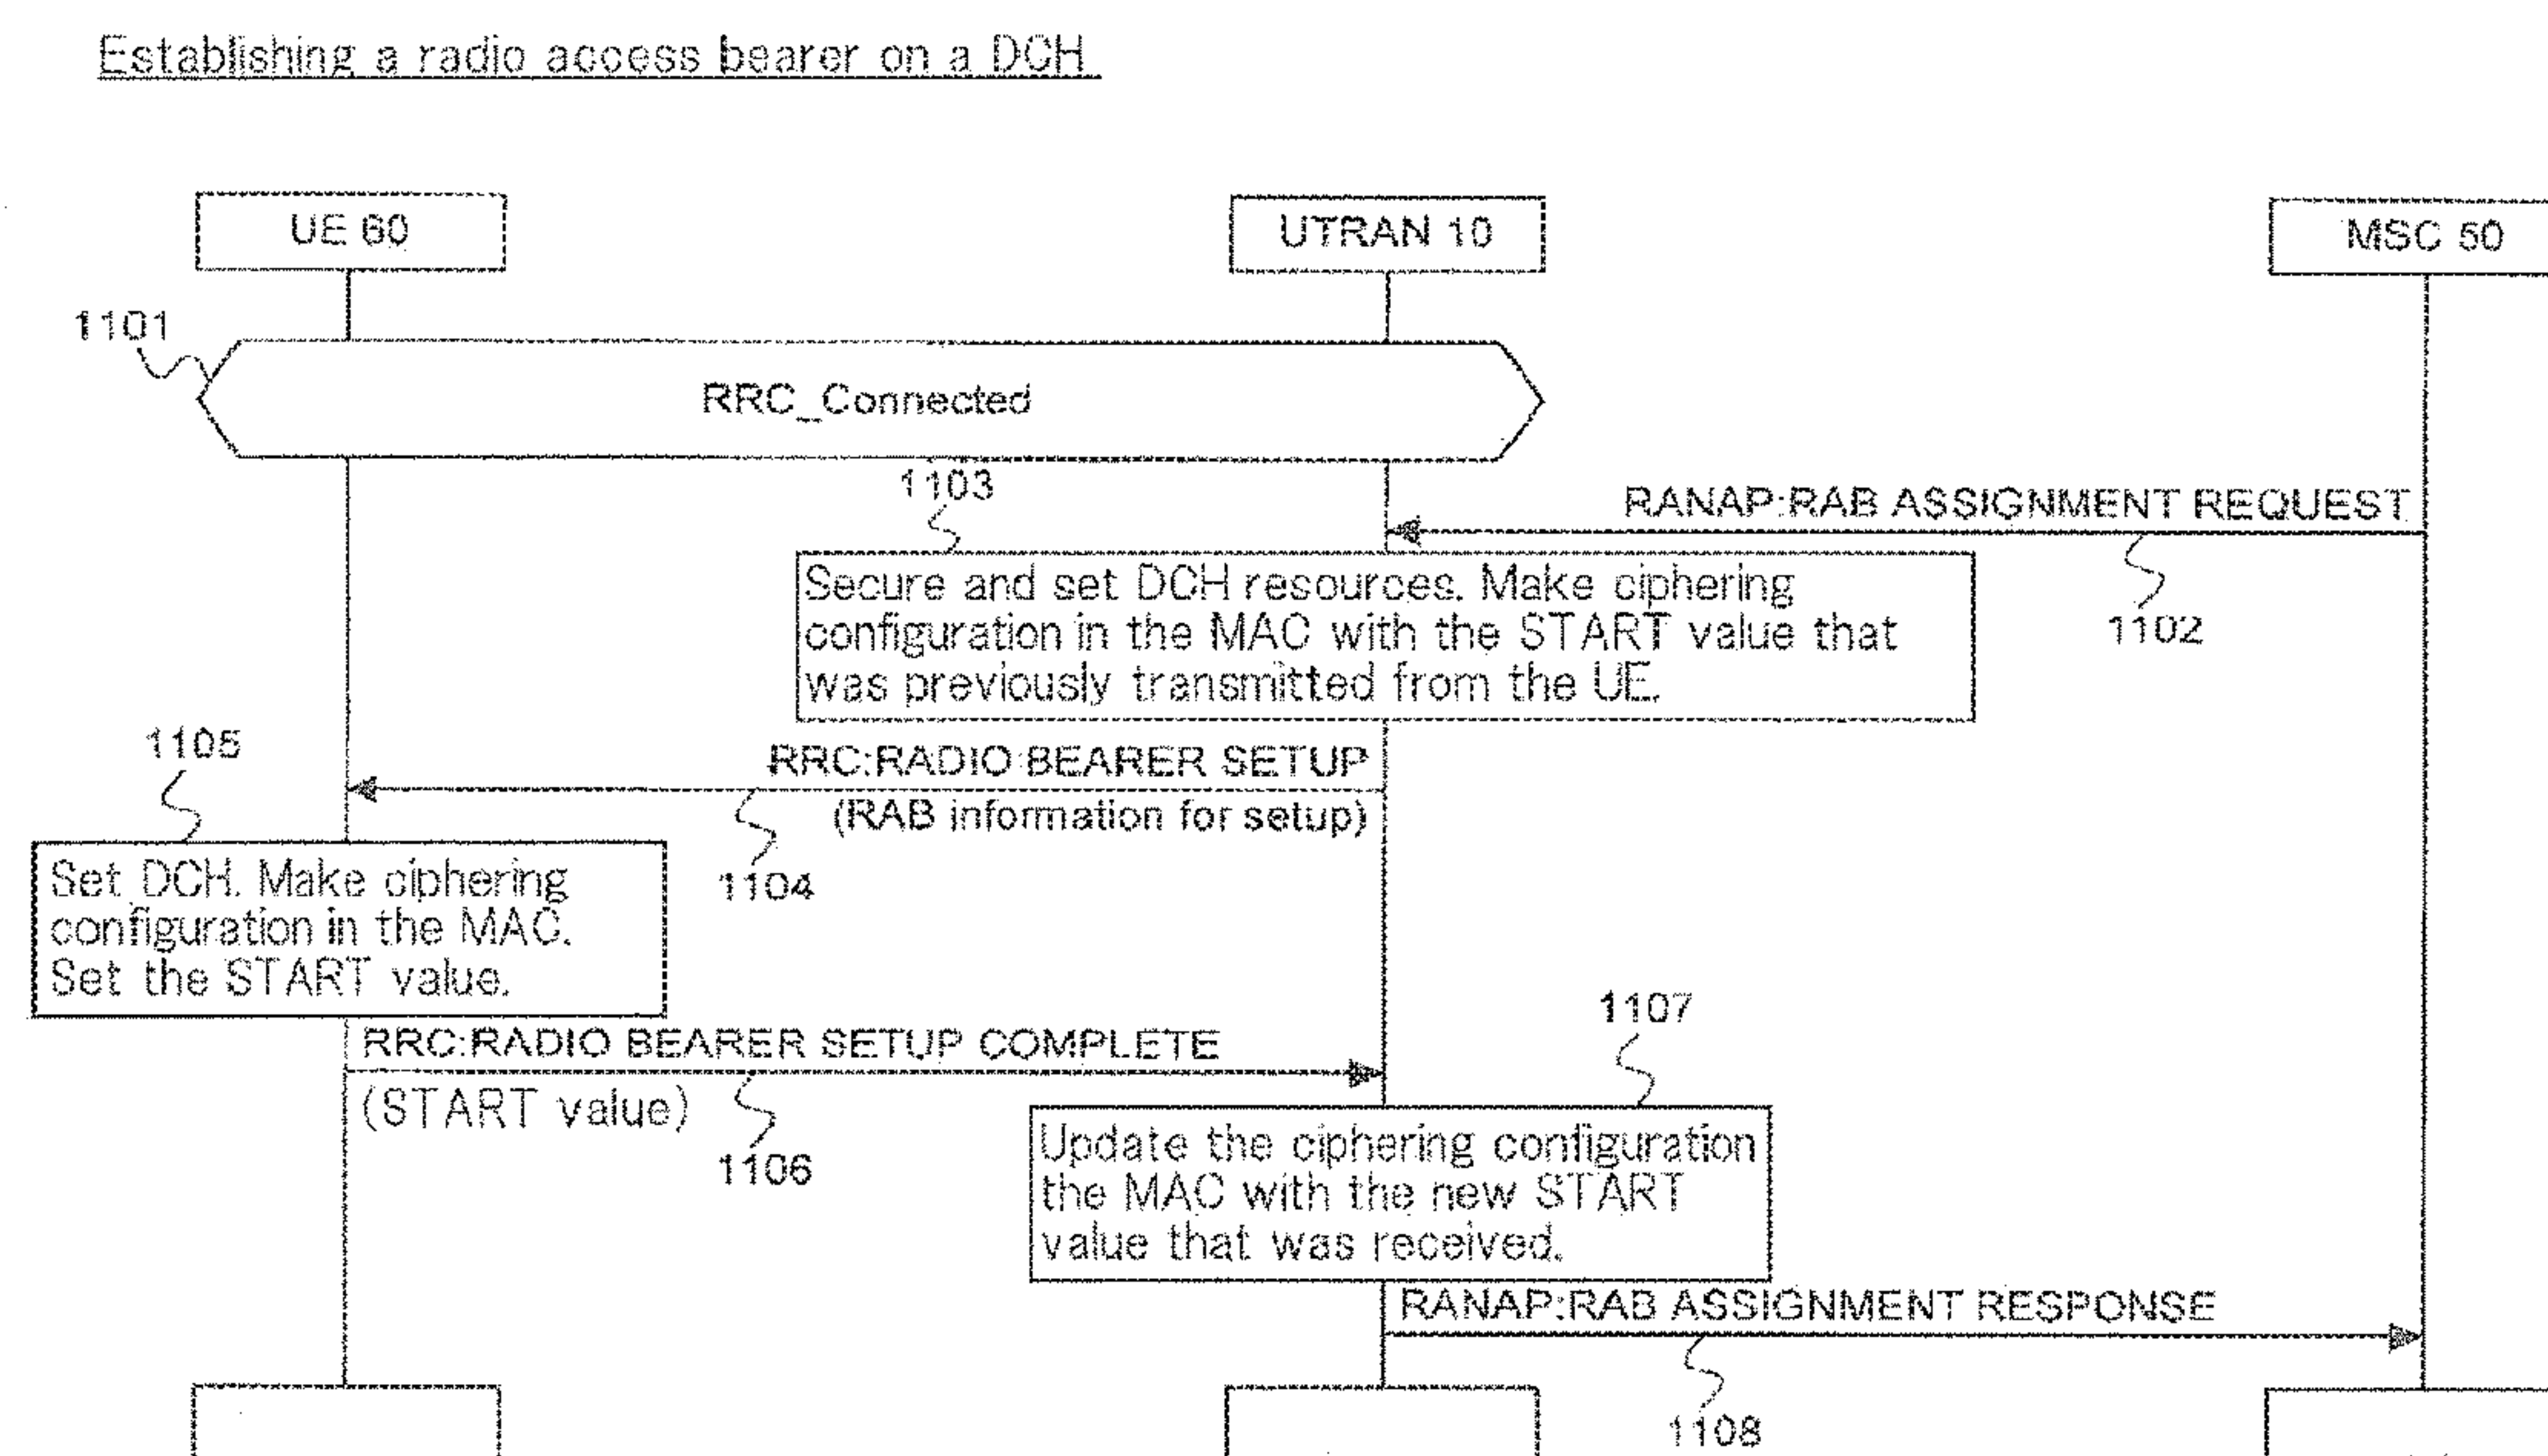 Establishing a radio access bearer on a DCH
UE 60
UTRAN 10
MSC 50
1101
RRC_Connected
1103
RANAP:RAB ASSIGNMENT REQUEST
1102
Secure and set DCH resources. Make ciphering
configuration in the MAC with the START value that
was previously transmitted from the UE.
1105
RRC:RADIO BEARER SETUP
(RAB information for setup)
1104
Set DCH. Make ciphering
configuration in the MAC.
Set the START value.
RRC:RADIO BEARER SETUP COMPLETE
(START value)
1106
1107
Update the ciphering configuration
the MAC with the new START
value that was received.
RANAP:RAB ASSIGNMENT RESPONSE
1108